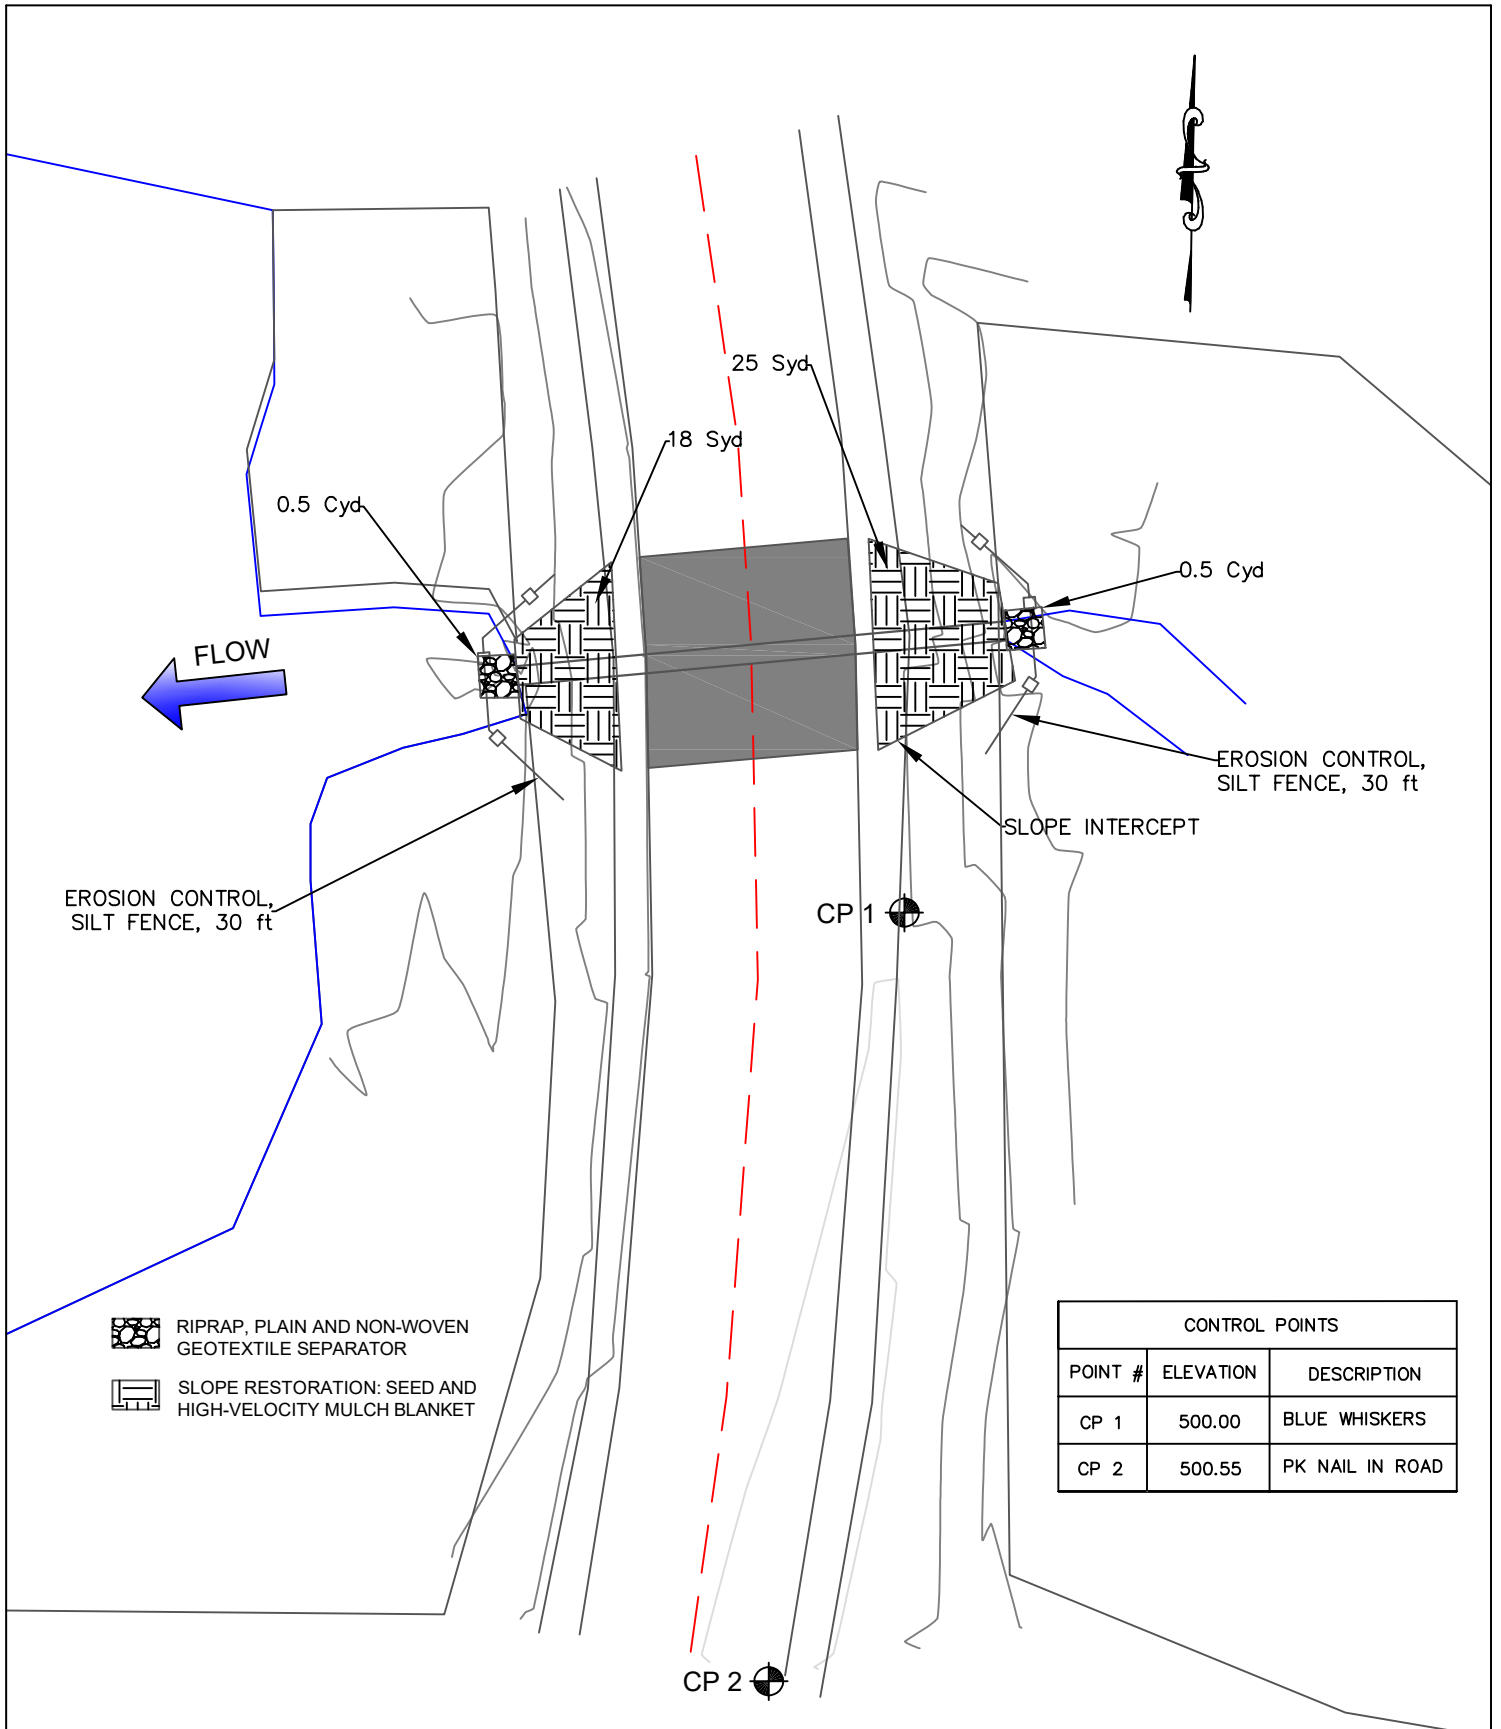 25 Syd
18 Syd
0.5 Cyd
0.5 Cyd
FLOW
EROSION CONTROL,
SILT FENCE, 30 ft
SLOPE INTERCEPT
EROSION CONTROL,
SILT FENCE, 30 ft
CP 1
RIPRAP, PLAIN AND NON-WOVEN
GEOTEXTILE SEPARATOR
SLOPE RESTORATION: SEED AND
HIGH-VELOCITY MULCH BLANKET
CONTROL POINTS
POINT # ELEVATION DESCRIPTION
CP 1 500.00 BLUE WHISKERS
CP 2 500.55 PK NAIL IN ROAD
CP 2